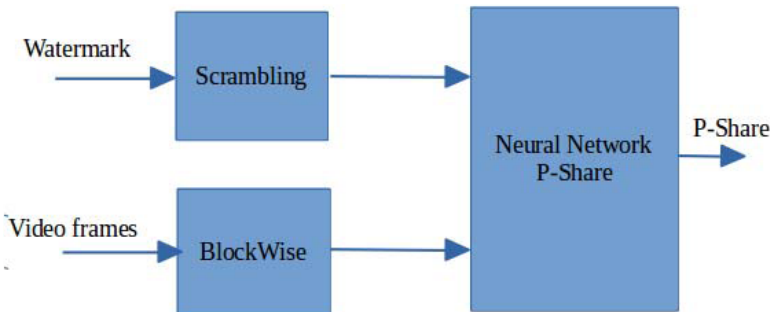 Watermark
Scrambling
Neural Network
P-Share
P-Share
Video frames
BlockWise